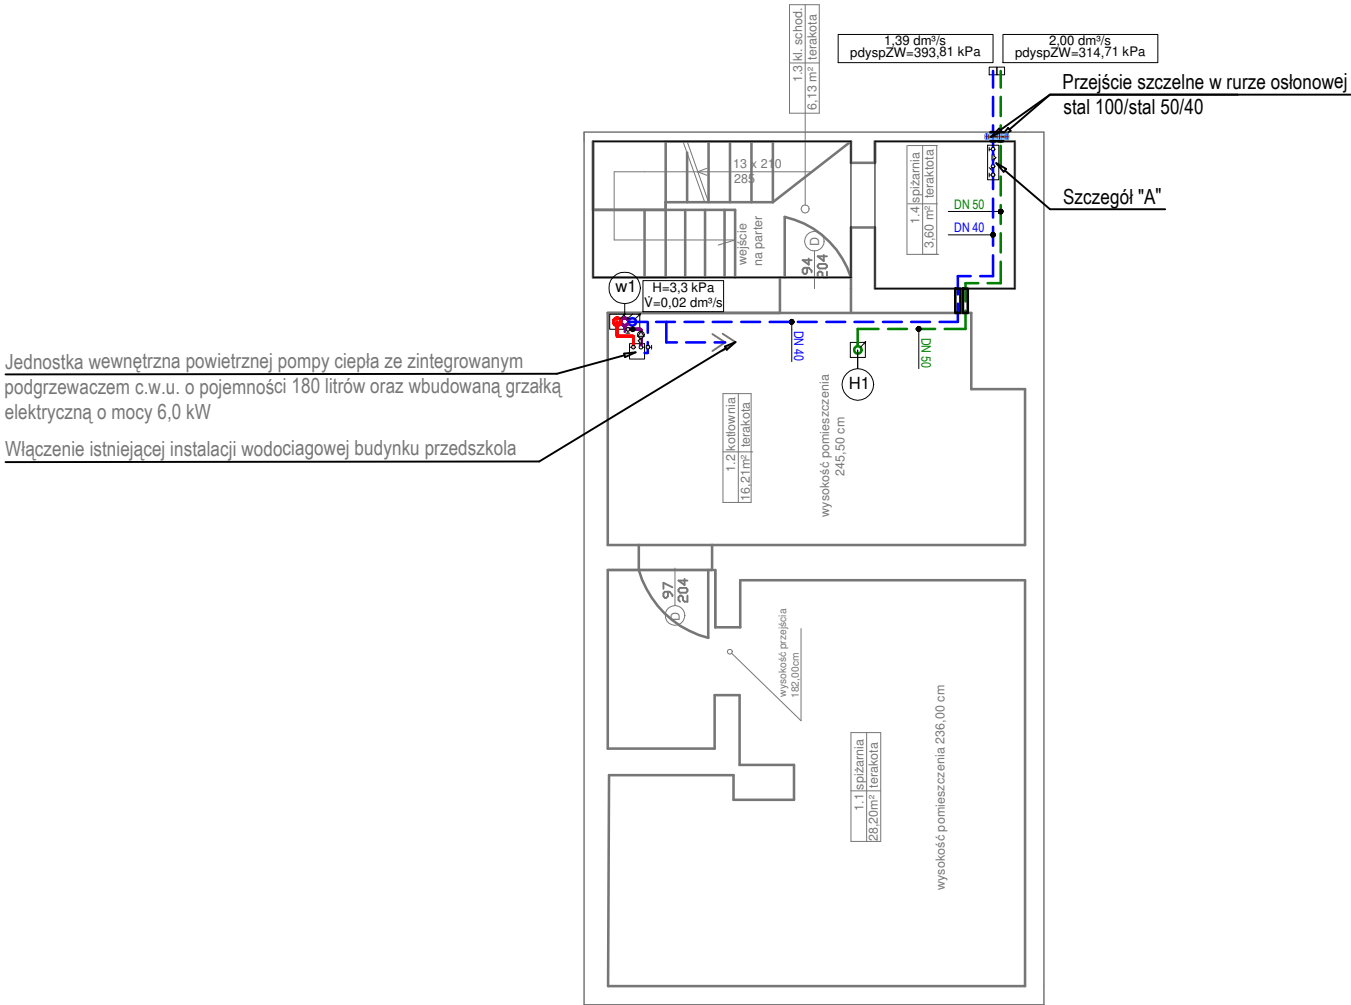 1.3 kl. schod.
6,13 m² terakota
1,39 dm³/s
pdyspZW=393,81 kPa
2,00 dm³/s
pdyspZW=314,71 kPa
Przejście szczelne w rurze osłonowej
stal 100/stal 50/40
Szczegół "A"
13 x 210
285
wejście
na parter
D
94
204
1.4 spiżarnia
3,60 m² teraktota
DN 50
DN 40
w1
H=3,3 kPa
V̇=0,02 dm³/s
DN 40
DN 50
H1
Jednostka wewnętrzna powietrznej pompy ciepła ze zintegrowanym
podgrzewaczem c.w.u. o pojemności 180 litrów oraz wbudowaną grzałką
elektryczną o mocy 6,0 kW
Włączenie istniejącej instalacji wodociagowej budynku przedszkola
1.2 kotłownia
16,21m² terakota
wysokość pomieszczenia
245,50 cm
97
204
D
wysokość przejścia
182,00cm
1.1 spiżarnia
28,20m² terakota
wysokość pomieszczenia 236,00 cm